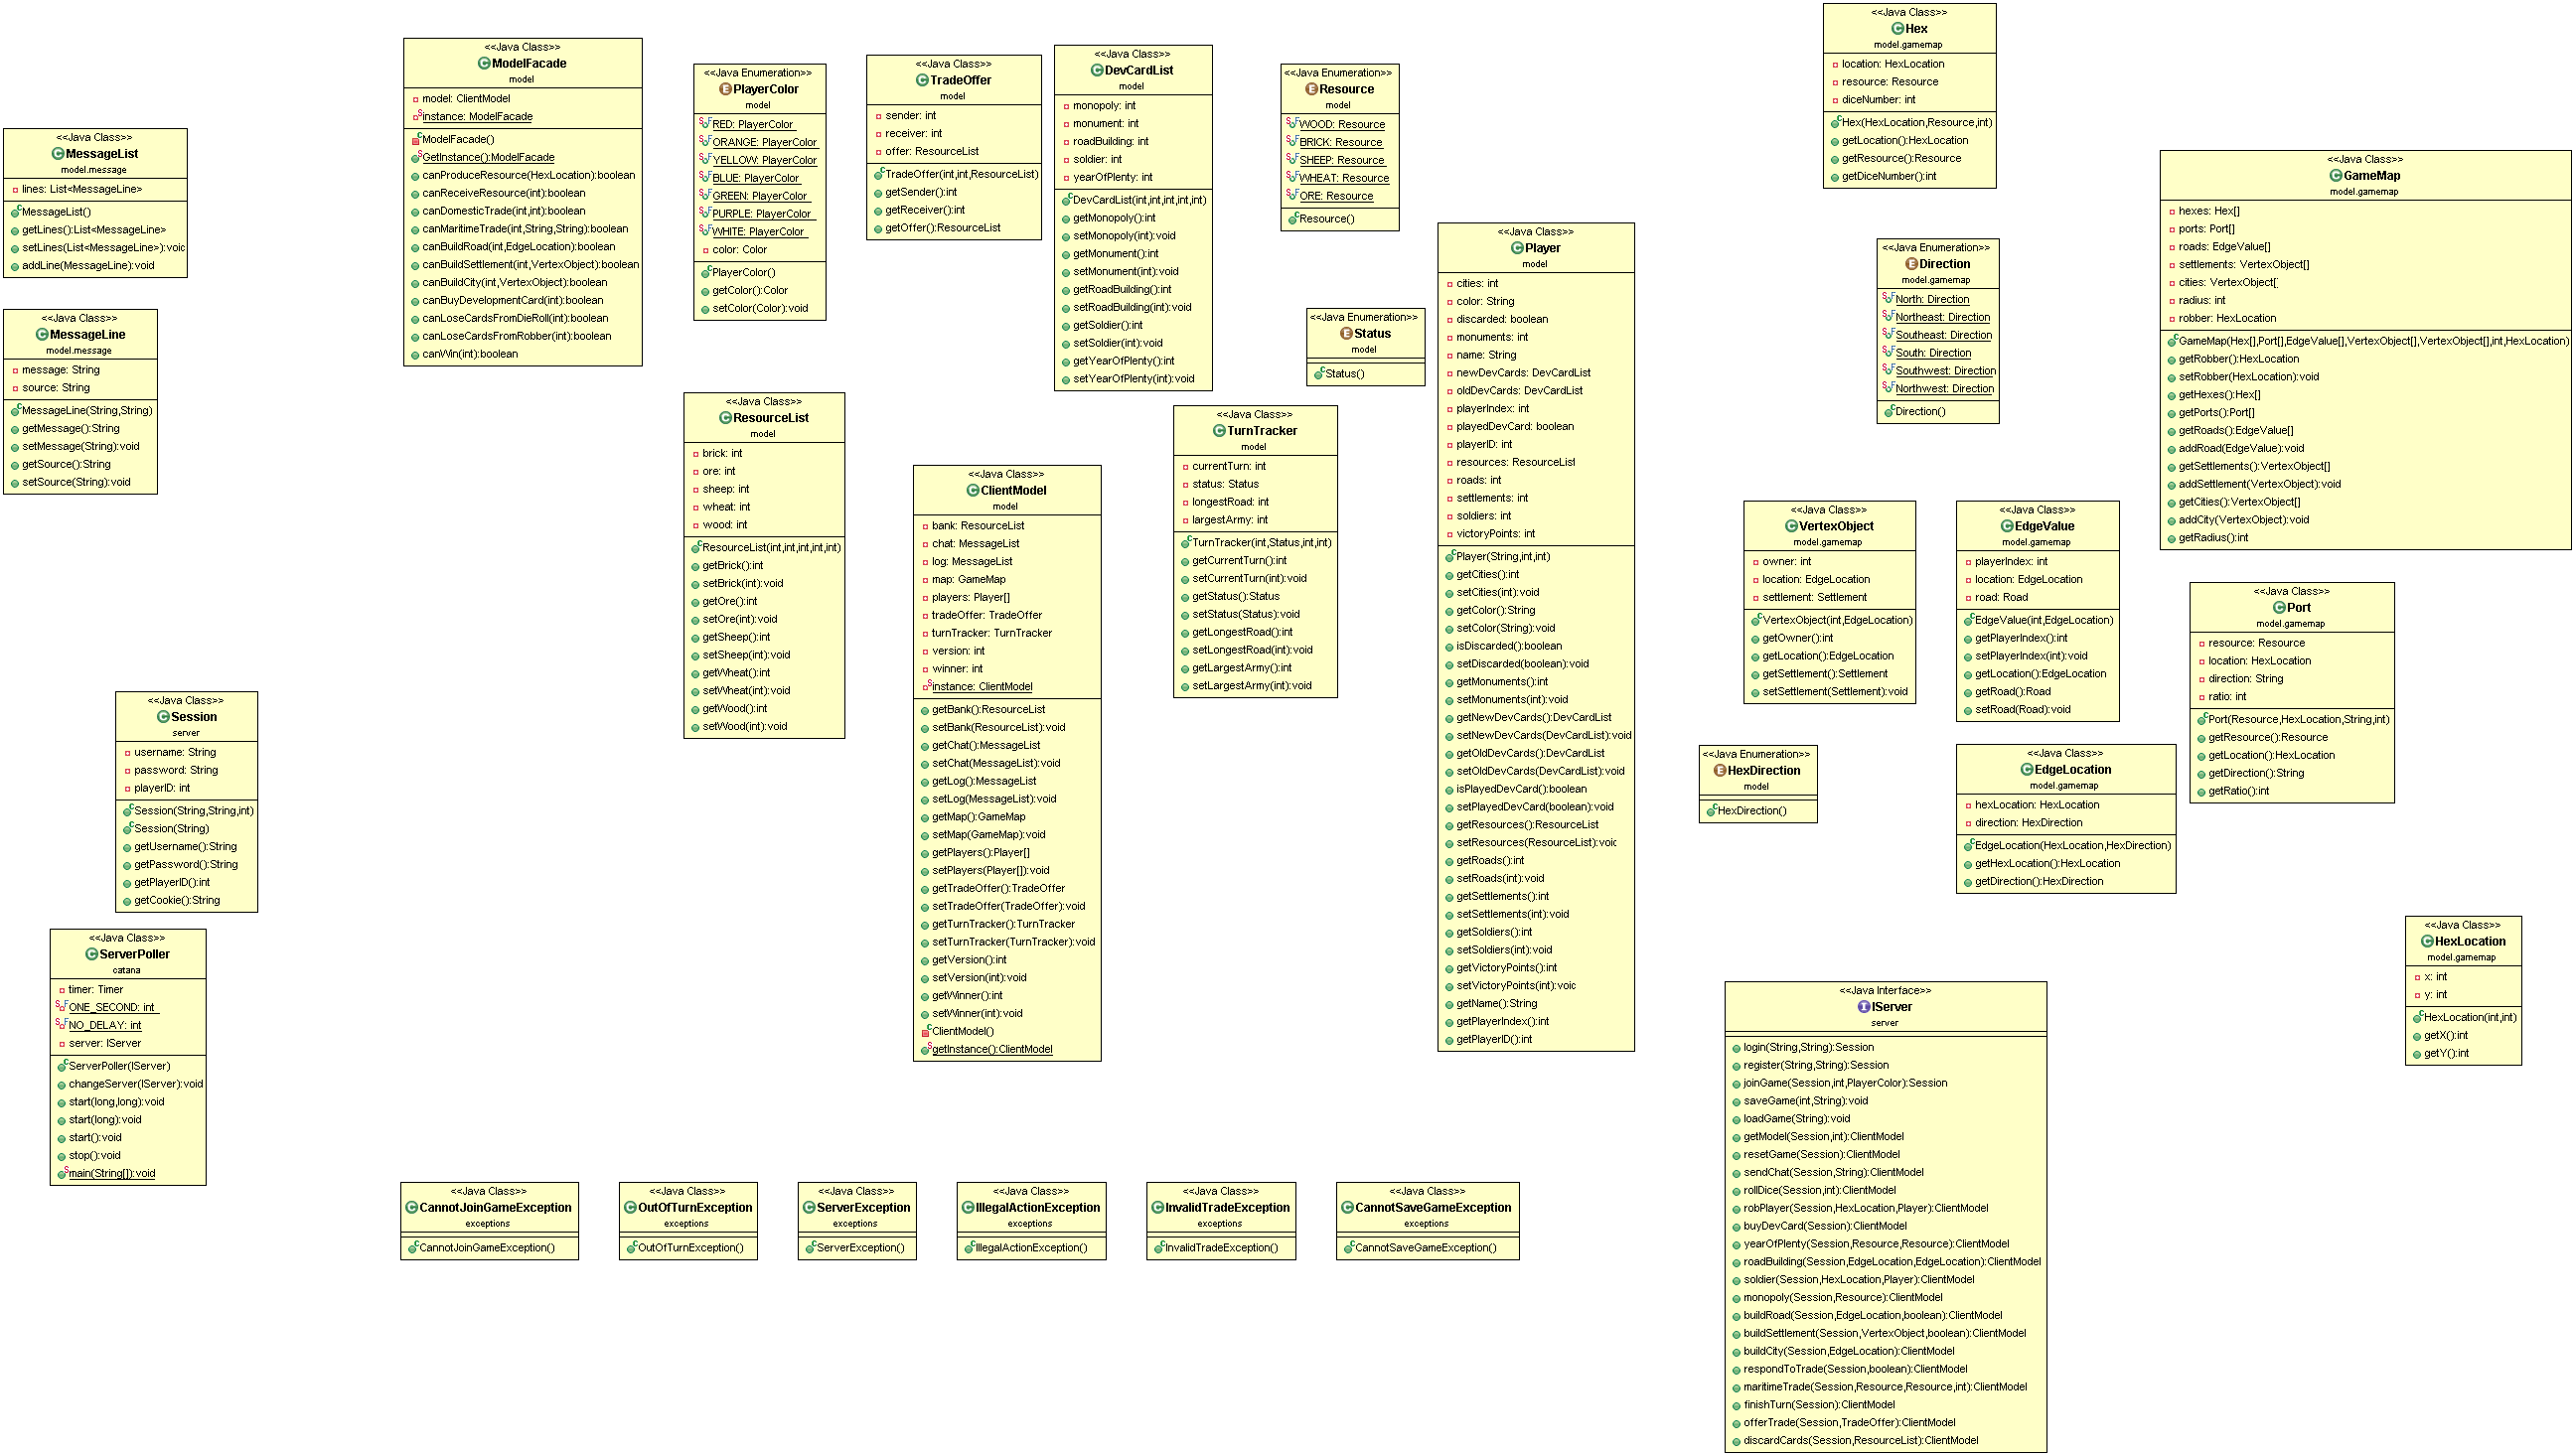 <<Java Class>>
MessageList
model.message
lines: List<MessageLine>
MessageList()
getLines():List<MessageLine>
setLines(List<MessageLine>):voic
addLine(MessageLine):void
<<Java Class>>
MessageLine
model.message
message: String
source: String
MessageLine(String,String)
getMessage():String
setMessage(String):void
getSource():String
setSource(String):void
<<Java Class>>
Session
server
username: String
password: String
playerID: int
Session(String,String,int)
Session(String)
getUsername():String
getPassword():String
getPlayerID():int
getCookie():String
<<Java Class>>
ServerPoller
catana
timer: Timer
ONE_SECOND: int
NO_DELAY: int
server: IServer
ServerPoller(IServer)
changeServer(IServer):void
start(long,long):void
start(long):void
start():void
stop():void
main(String[]):void
<<Java Class>>
ModelFacade
model
model: ClientModel
instance: ModelFacade
ModelFacade()
GetInstance():ModelFacade
canProduceResource(HexLocation):boolean
canReceiveResource(int):boolean
canDomesticTrade(int,int):boolean
canMaritimeTrade(int,String,String):boolean
canBuildRoad(int,EdgeLocation):boolean
canBuildSettlement(int,VertexObject):boolean
canBuildCity(int,VertexObject):boolean
canBuyDevelopmentCard(int):boolean
canLoseCardsFromDieRoll(int):boolean
canLoseCardsFromRobber(int):boolean
canWin(int):boolean
<<Java Enumeration>>
PlayerColor
model
RED: PlayerColor
ORANGE: PlayerColor
YELLOW: PlayerColor
BLUE: PlayerColor
GREEN: PlayerColor
PURPLE: PlayerColor
WHITE: PlayerColor
color: Color
PlayerColor()
getColor():Color
setColor(Color):void
<<Java Class>>
TradeOffer
model
sender: int
receiver: int
offer: ResourceList
TradeOffer(int,int,ResourceList)
getSender():int
getReceiver():int
getOffer():ResourceList
<<Java Class>>
DevCardList
model
monopoly: int
monument: int
roadBuilding: int
soldier: int
yearOfPlenty: int
DevCardList(int,int,int,int,int)
getMonopoly():int
setMonopoly(int):void
getMonument():int
setMonument(int):void
getRoadBuilding():int
setRoadBuilding(int):void
getSoldier():int
setSoldier(int):void
getYearOfPlenty():int
setYearOfPlenty(int):void
<<Java Enumeration>>
Resource
model
WOOD: Resource
BRICK: Resource
SHEEP: Resource
WHEAT: Resource
ORE: Resource
Resource()
<<Java Enumeration>>
Status
model
Status()
<<Java Class>>
ResourceList
model
brick: int
ore: int
sheep: int
wheat: int
wood: int
ResourceList(int,int,int,int,int)
getBrick():int
setBrick(int):void
getOre():int
setOre(int):void
getSheep():int
setSheep(int):void
getWheat():int
setWheat(int):void
getWood():int
setWood(int):void
<<Java Class>>
ClientModel
model
bank: ResourceList
chat: MessageList
log: MessageList
map: GameMap
players: Player[]
tradeOffer: TradeOffer
turnTracker: TurnTracker
version: int
winner: int
instance: ClientModel
getBank():ResourceList
setBank(ResourceList):void
getChat():MessageList
setChat(MessageList):void
getLog():MessageList
setLog(MessageList):void
getMap():GameMap
setMap(GameMap):void
getPlayers():Player[]
setPlayers(Player[]):void
getTradeOffer():TradeOffer
setTradeOffer(TradeOffer):void
getTurnTracker():TurnTracker
setTurnTracker(TurnTracker):void
getVersion():int
setVersion(int):void
getWinner():int
setWinner(int):void
ClientModel()
getInstance():ClientModel
<<Java Class>>
TurnTracker
model
currentTurn: int
status: Status
longestRoad: int
largestArmy: int
TurnTracker(int,Status,int,int)
getCurrentTurn():int
setCurrentTurn(int):void
getStatus():Status
setStatus(Status):void
getLongestRoad():int
setLongestRoad(int):void
getLargestArmy():int
setLargestArmy(int):void
<<Java Class>>
Player
model
cities: int
color: String
discarded: boolean
monuments: int
name: String
newDevCards: DevCardList
oldDevCards: DevCardList
playerIndex: int
playedDevCard: boolean
playerID: int
resources: ResourceList
roads: int
settlements: int
soldiers: int
victoryPoints: int
Player(String,int,int)
getCities():int
setCities(int):void
getColor():String
setColor(String):void
isDiscarded():boolean
setDiscarded(boolean):void
getMonuments():int
setMonuments(int):void
getNewDevCards():DevCardList
setNewDevCards(DevCardList):void
getOldDevCards():DevCardList
setOldDevCards(DevCardList):void
isPlayedDevCard():boolean
setPlayedDevCard(boolean):void
getResources():ResourceList
setResources(ResourceList):voic
getRoads():int
setRoads(int):void
getSettlements():int
setSettlements(int):void
getSoldiers():int
setSoldiers(int):void
getVictoryPoints():int
setVictoryPoints(int):voic
getName():String
getPlayerIndex():int
getPlayerID():int
<<Java Class>>
Hex
model.gamemap
location: HexLocation
resource: Resource
diceNumber: int
Hex(HexLocation,Resource,int)
getLocation():HexLocation
getResource():Resource
getDiceNumber():int
<<Java Enumeration>>
Direction
model.gamemap
North: Direction
Northeast: Direction
Southeast: Direction
South: Direction
Southwest: Direction
Northwest: Direction
Direction()
<<Java Class>>
GameMap
model.gamemap
hexes: Hex[]
ports: Port[]
roads: EdgeValue[]
settlements: VertexObject[]
cities: VertexObject[
radius: int
robber: HexLocation
GameMap(Hex[],Port[],EdgeValue[],VertexObject[],VertexObject[],int,HexLocation)
getRobber():HexLocation
setRobber(HexLocation):void
getHexes():Hex[]
getPorts():Port[]
getRoads():EdgeValue[]
addRoad(EdgeValue):void
getSettlements():VertexObject[]
addSettlement(VertexObject):void
getCities():VertexObject[]
addCity(VertexObject):void
getRadius():int
<<Java Class>>
VertexObject
model.gamemap
owner: int
location: EdgeLocation
settlement: Settlement
VertexObject(int,EdgeLocation)
getOwner():int
getLocation():EdgeLocation
getSettlement():Settlement
setSettlement(Settlement):void
<<Java Class>>
EdgeValue
model.gamemap
playerIndex: int
location: EdgeLocation
road: Road
EdgeValue(int,EdgeLocation)
getPlayerIndex():int
setPlayerIndex(int):void
getLocation():EdgeLocation
getRoad():Road
setRoad(Road):void
<<Java Class>>
Port
model.gamemap
resource: Resource
location: HexLocation
direction: String
ratio: int
Port(Resource,HexLocation,String,int)
getResource():Resource
getLocation():HexLocation
getDirection():String
getRatio():int
<<Java Enumeration>>
HexDirection
model
HexDirection()
<<Java Class>>
EdgeLocation
model.gamemap
hexLocation: HexLocation
direction: HexDirection
EdgeLocation(HexLocation,HexDirection)
getHexLocation():HexLocation
getDirection():HexDirection
<<Java Class>>
HexLocation
model.gamemap
x: int
y: int
HexLocation(int,int)
getX():int
getY():int
<<Java Interface>>
IServer
server
login(String,String):Session
register(String,String):Session
joinGame(Session,int,PlayerColor):Session
saveGame(int,String):void
loadGame(String):void
getModel(Session,int):ClientModel
resetGame(Session):ClientModel
sendChat(Session,String):ClientModel
rollDice(Session,int):ClientModel
robPlayer(Session,HexLocation,Player):ClientModel
buyDevCard(Session):ClientModel
yearOfPlenty(Session,Resource,Resource):ClientModel
roadBuilding(Session,EdgeLocation,EdgeLocation):ClientModel
soldier(Session,HexLocation,Player):ClientModel
monopoly(Session,Resource):ClientModel
buildRoad(Session,EdgeLocation,boolean):ClientModel
buildSettlement(Session,VertexObject,boolean):ClientModel
buildCity(Session,EdgeLocation):ClientModel
respondToTrade(Session,boolean):ClientModel
maritimeTrade(Session,Resource,Resource,int):ClientModel
finishTurn(Session):ClientModel
offerTrade(Session,TradeOffer):ClientModel
discardCards(Session,ResourceList):ClientModel
<<Java Class>>
CannotJoinGameException
exceptions
CannotJoinGameException()
<<Java Class>>
OutOfTurnException
exceptions
OutOfTurnException()
<<Java Class>>
ServerException
exceptions
ServerException()
<<Java Class>>
IllegalActionException
exceptions
IllegalActionException()
<<Java Class>>
InvalidTradeException
exceptions
InvalidTradeException()
<<Java Class>>
CannotSaveGameException
exceptions
CannotSaveGameException()